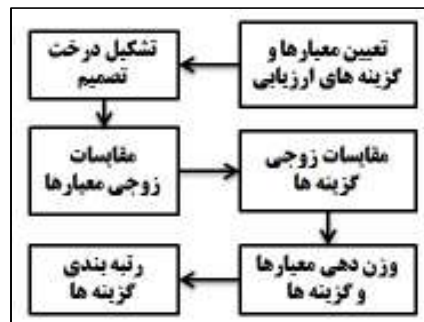 تعیین معیارها و
گزینه های ارزیابی
تشکیل درخت
تصمیم
مقایسات
زوجی معیارها
مقایسات زوجی
گزینه ها
وزن دهی معیارها
و گزینه ها
رتبه بندی
گزینه ها